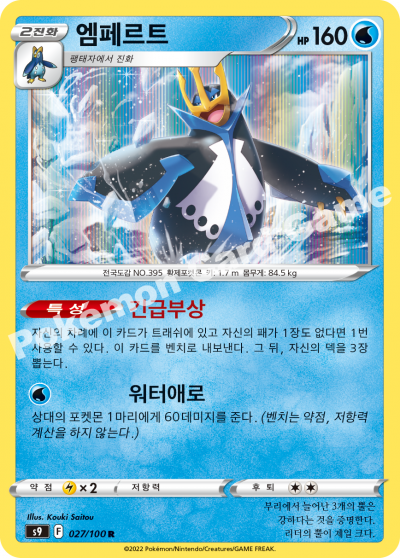 2진화
엠페르트
HP 160
팽태자에서 진화
전국도감 NO.395 황제포켓몬 키: 1.7 m 몸무게: 84.5 kg
특성 긴급부상
자신의 차례에 이 카드가 트래쉬에 있고 자신의 패가 1장도 없다면 1번
사용할 수 있다. 이 카드를 벤치로 내보낸다. 그 뒤, 자신의 덱을 3장
뽑는다.
워터애로
상대의 포켓몬 1마리에게 60데미지를 준다. (벤치는 약점, 저항력
계산을 하지 않는다.)
약점 ×2 저항력 후퇴
부리에서 늘어난 3개의 뿔은
강하다는 것을 증명한다.
리더의 뿔이 제일 크다.
Illus. Kouki Saitou
s9 F 027/100 R
©2022 Pokémon/Nintendo/Creatures/GAME FREAK.
Pokémon Card Game